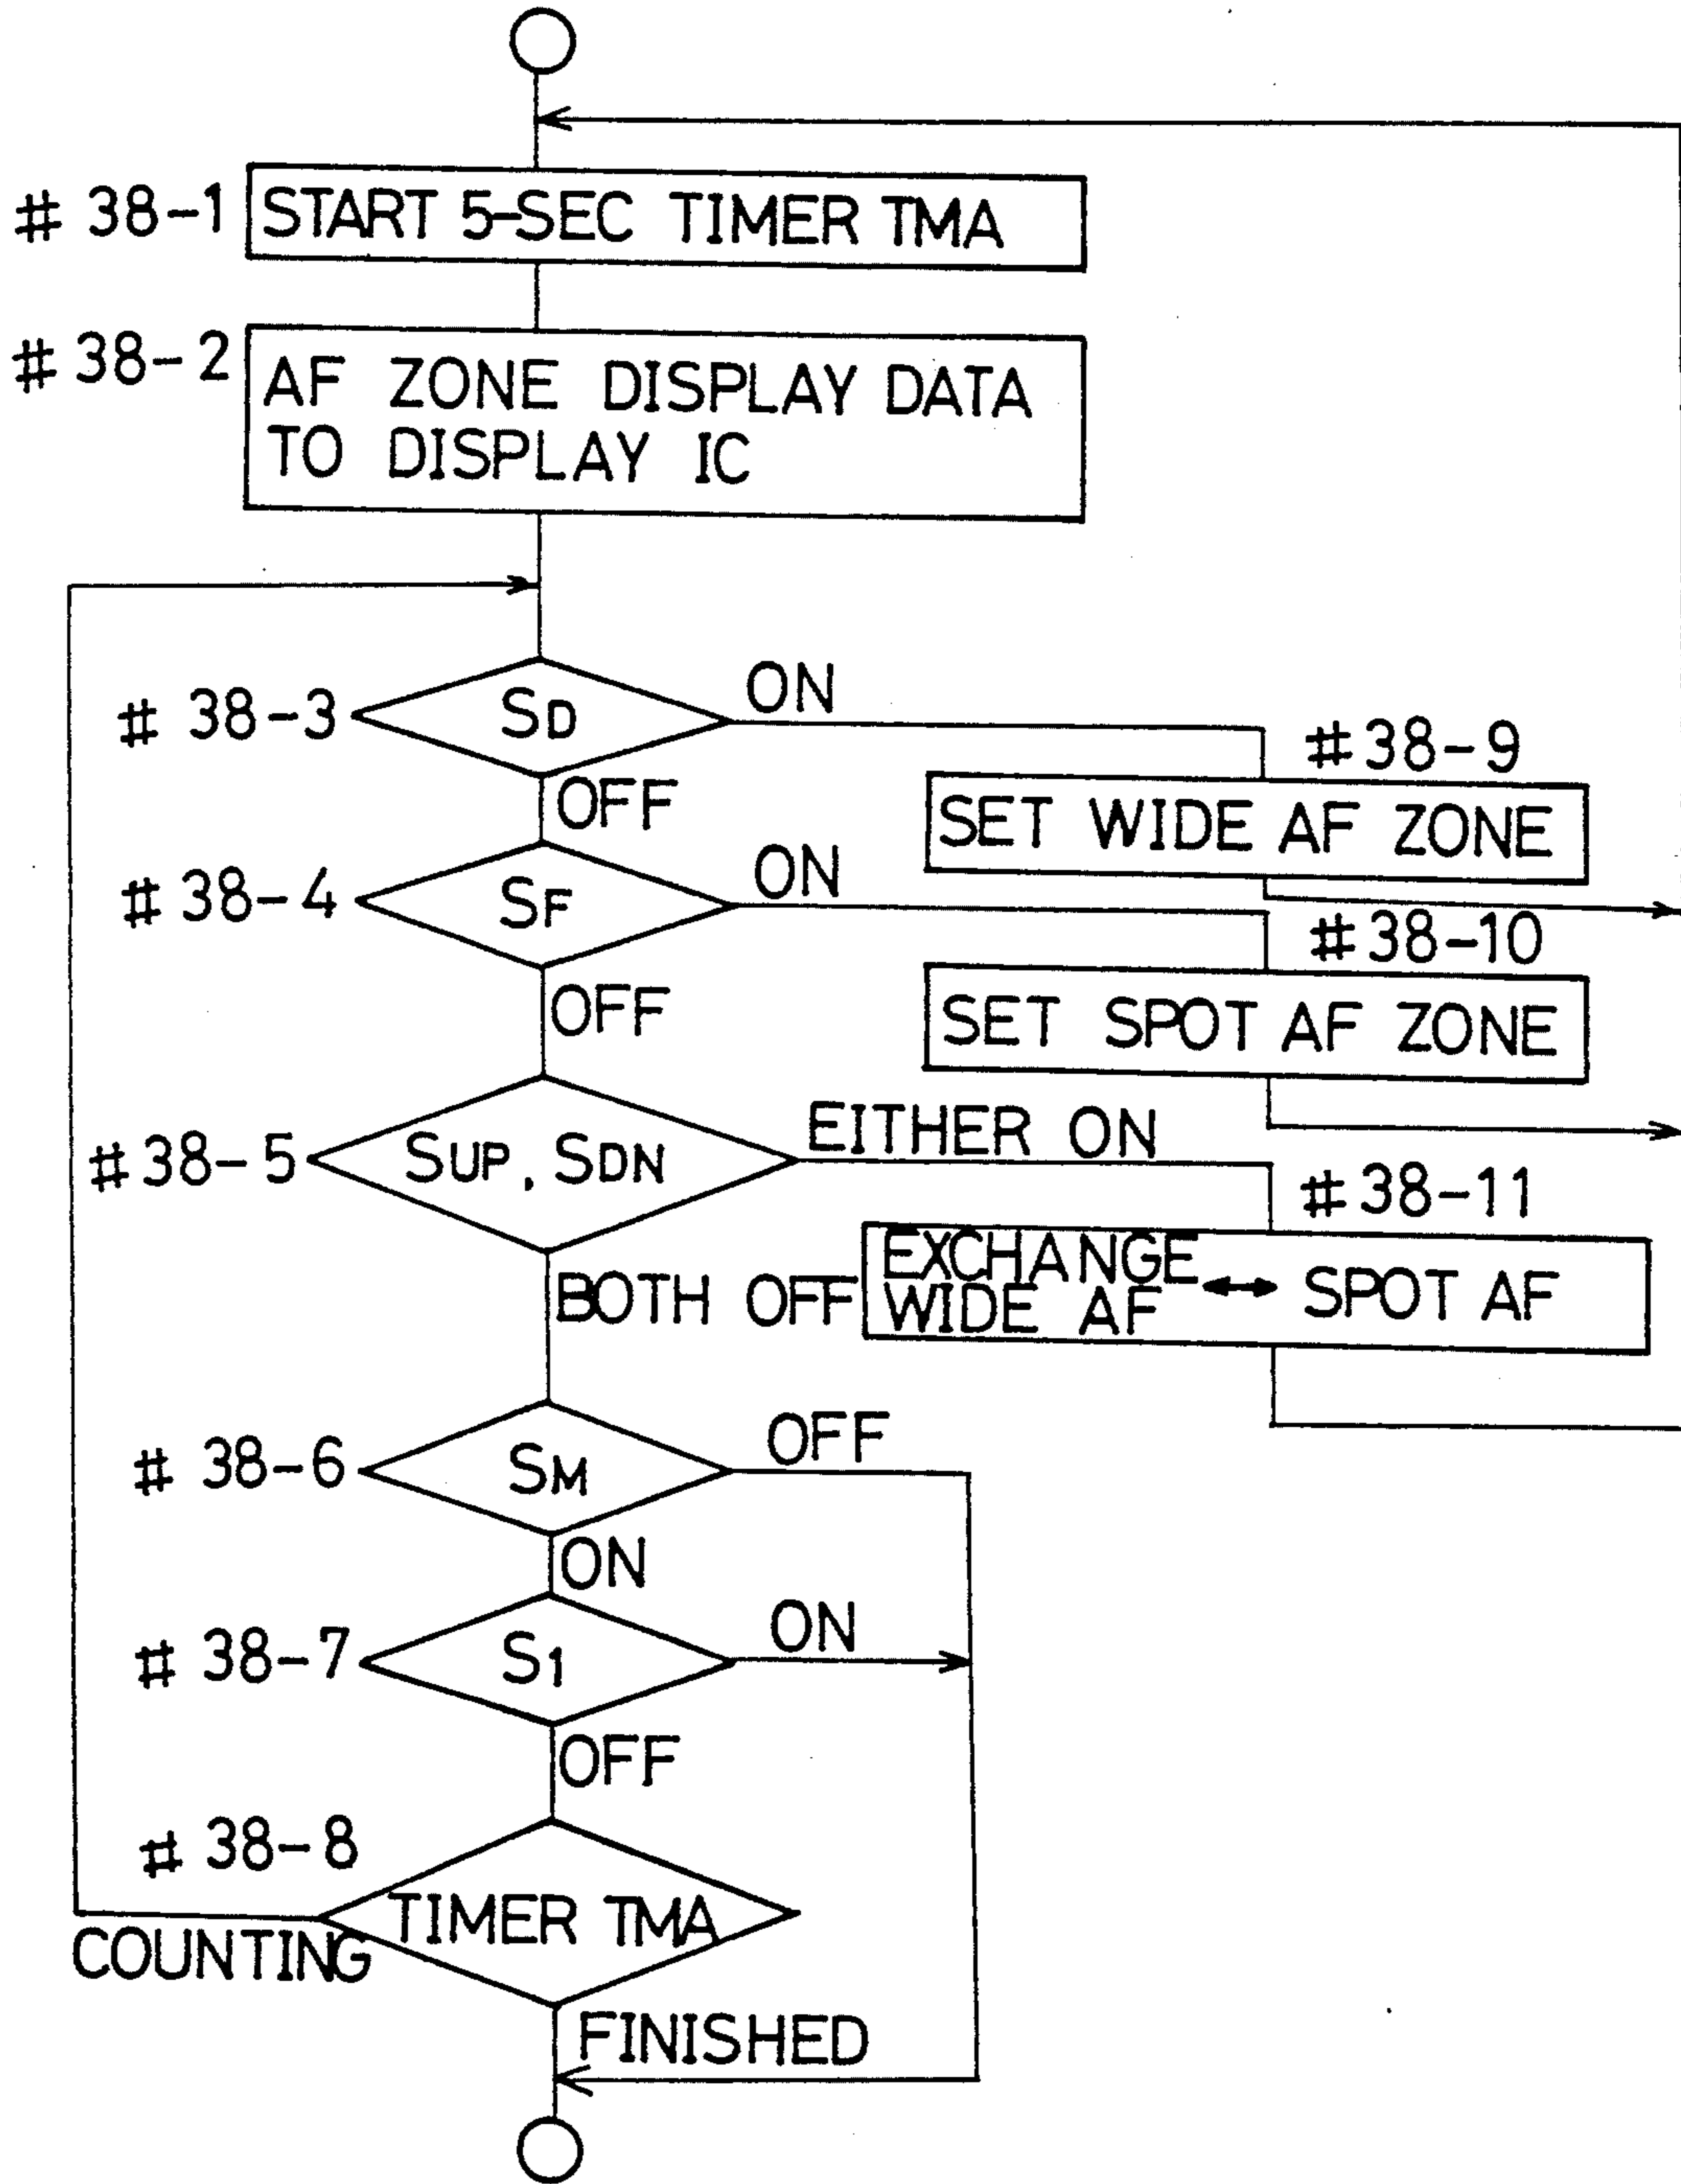 # 38-1
START 5-SEC TIMER TMA
# 38-2
AF ZONE DISPLAY DATA
TO DISPLAY IC
# 38-3
SD
ON
OFF
# 38-9
SET WIDE AF ZONE
# 38-4
SF
ON
OFF
# 38-10
SET SPOT AF ZONE
# 38-5
SUP, SDN
EITHER ON
BOTH OFF
# 38-11
EXCHANGE
WIDE AF ↔ SPOT AF
# 38-6
SM
OFF
ON
# 38-7
S1
ON
OFF
# 38-8
TIMER TMA
COUNTING
FINISHED